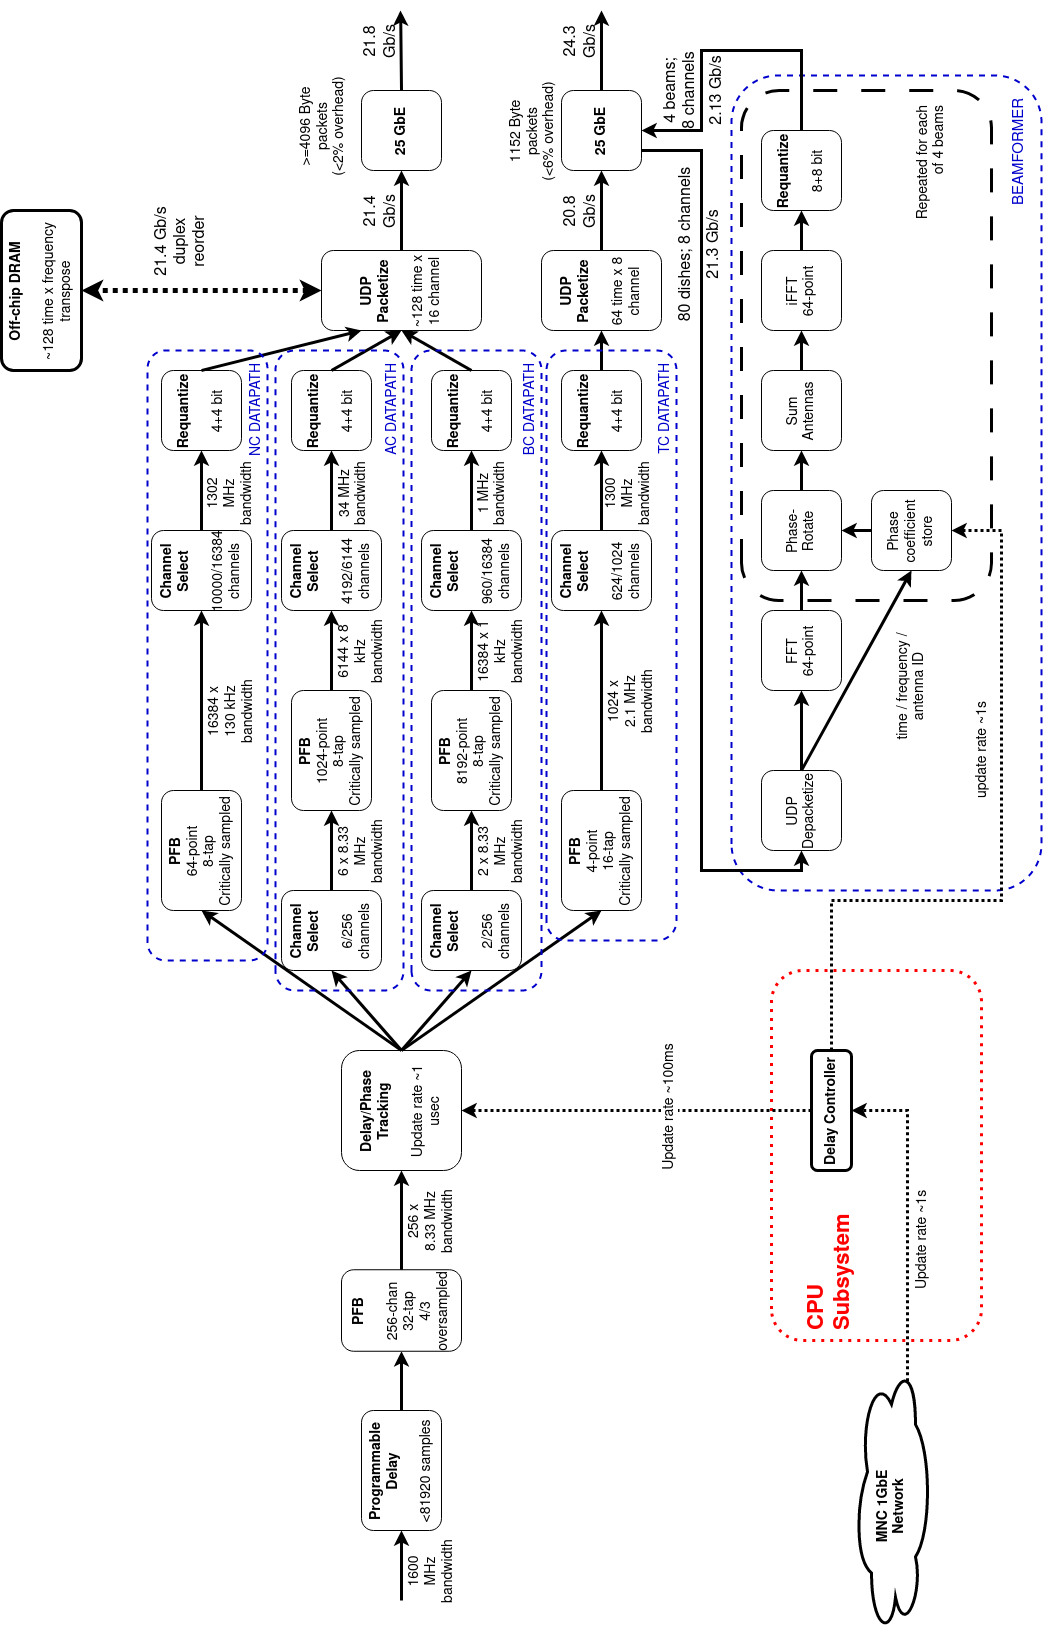 1600
MHz
bandwidth
Programmable
Delay
<81920 samples
PFB
256-chan
32-tap
4/3
oversampled
256 x
8.33 MHz
bandwidth
Delay/Phase
Tracking
Update rate ~1
usec
PFB
64-point
8-tap
Critically sampled
16384 x
130 kHz
bandwidth
Channel
Select
10000/16384
channels
1302
MHz
bandwidth
Requantize
4+4 bit
NC DATAPATH
Channel
Select
6/256
channels
6 x 8.33
MHz
bandwidth
PFB
1024-point
8-tap
Critically sampled
6144 x 8
kHz
bandwidth
Channel
Select
4192/6144
channels
34 MHz
bandwidth
Requantize
4+4 bit
AC DATAPATH
Channel
Select
2/256
channels
2 x 8.33
MHz
bandwidth
PFB
8192-point
8-tap
Critically sampled
16384 x 1
kHz
bandwidth
Channel
Select
960/16384
channels
1 MHz
bandwidth
Requantize
4+4 bit
BC DATAPATH
PFB
4-point
16-tap
Critically sampled
1024 x
2.1 MHz
bandwidth
Channel
Select
624/1024
channels
1300
MHz
bandwidth
Requantize
4+4 bit
TC DATAPATH
Off-chip DRAM
~128 time x frequency
transpose
21.4 Gb/s
duplex
reorder
UDP
Packetize
~128 time x
16 channel
21.4
Gb/s
>=4096 Byte
packets
(<2% overhead)
25 GbE
21.8
Gb/s
UDP
Packetize
64 time x 8
channel
20.8
Gb/s
1152 Byte
packets
(<6% overhead)
25 GbE
24.3
Gb/s
80 dishes; 8 channels
21.3 Gb/s
4 beams;
8 channels
2.13 Gb/s
UDP
Depacketize
FFT
64-point
time / frequency /
antenna ID
Phase-
Rotate
Phase
coefficient
store
Sum
Antennas
iFFT
64-point
Requantize
8+8 bit
Repeated for each
of 4 beams
BEAMFORMER
update rate ~1s
Update rate ~100ms
Delay Controller
CPU
Subsystem
Update rate ~1s
MNC 1GbE
Network